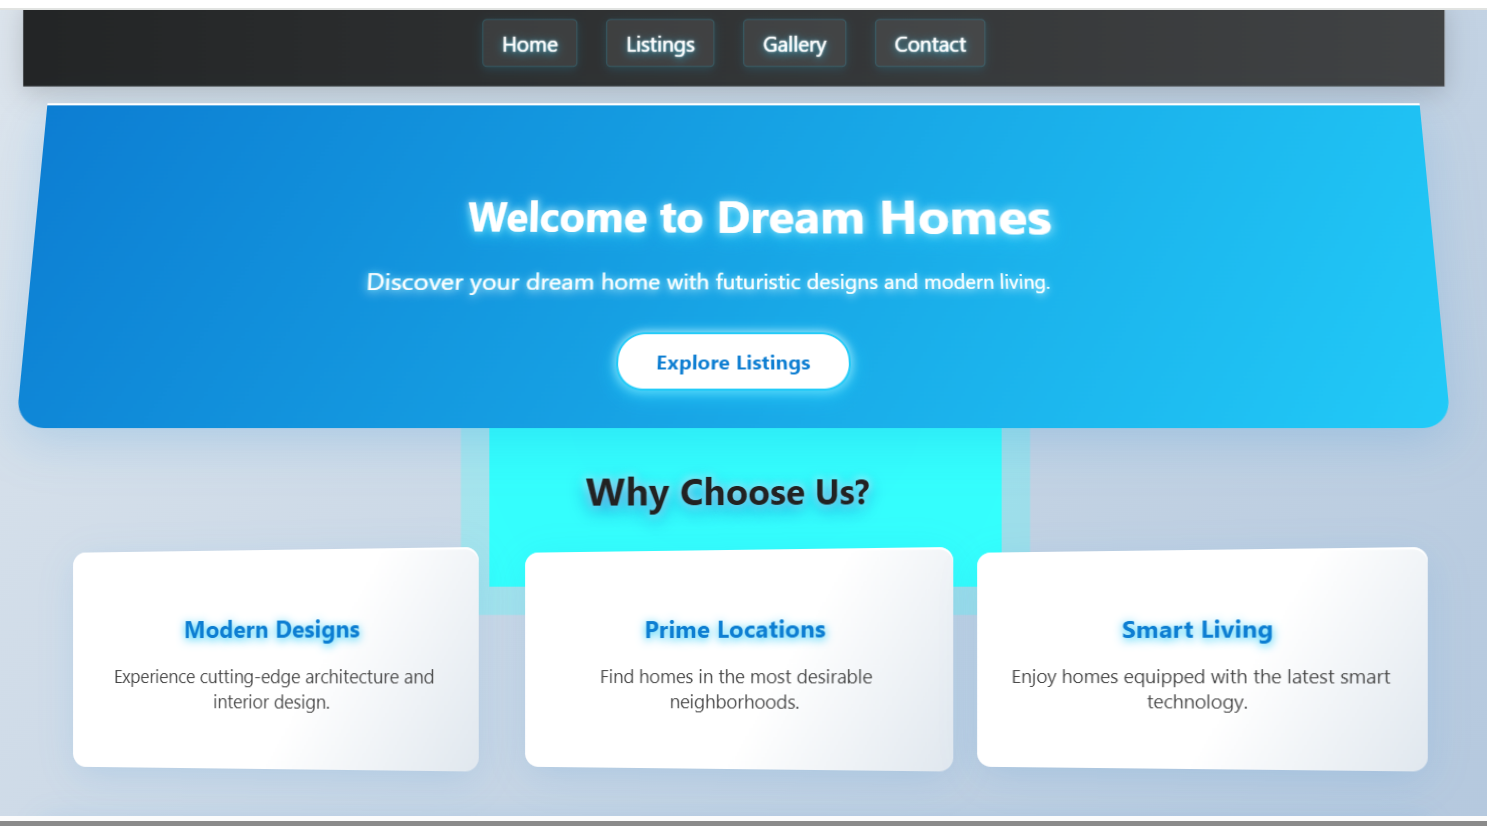 Home Listings Gallery Contact
Welcome to Dream Homes
Discover your dream home with futuristic designs and modern living.
Explore Listings
Why Choose Us?
Modern Designs
Experience cutting-edge architecture and
interior design.
Prime Locations
Find homes in the most desirable
neighborhoods.
Smart Living
Enjoy homes equipped with the latest smart
technology.